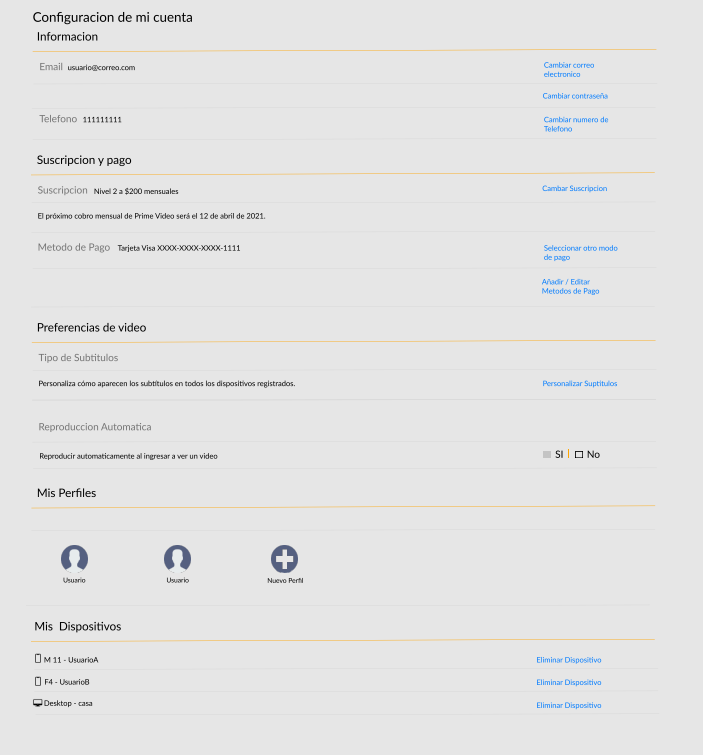 Configuracion de mi cuenta
Informacion
Email usuario@correo.com
Cambiar correo
electronico
Cambiar contraseña
Telefono 111111111
Cambiar numero de
Telefono
Suscripcion y pago
Suscripcion Nivel 2 a $200 mensuales
Cambar Suscripcion
El próximo cobro mensual de Prime Video será el 12 de abril de 2021.
Metodo de Pago Tarjeta Visa XXXX-XXXX-XXXX-1111
Seleccionar otro modo
de pago
Añadir / Editar
Metodos de Pago
Preferencias de video
Tipo de Subtitulos
Personaliza cómo aparecen los subtítulos en todos los dispositivos registrados.
Personalizar Suptitulos
Reproduccion Automatica
Reproducir automaticamente al ingresar a ver un video
SI No
Mis Perfiles
Usuario Usuario Nuevo Perfil
Mis Dispositivos
M 11 - UsuarioA Eliminar Dispositivo
F4 - UsuarioB Eliminar Dispositivo
Desktop - casa Eliminar Dispositivo